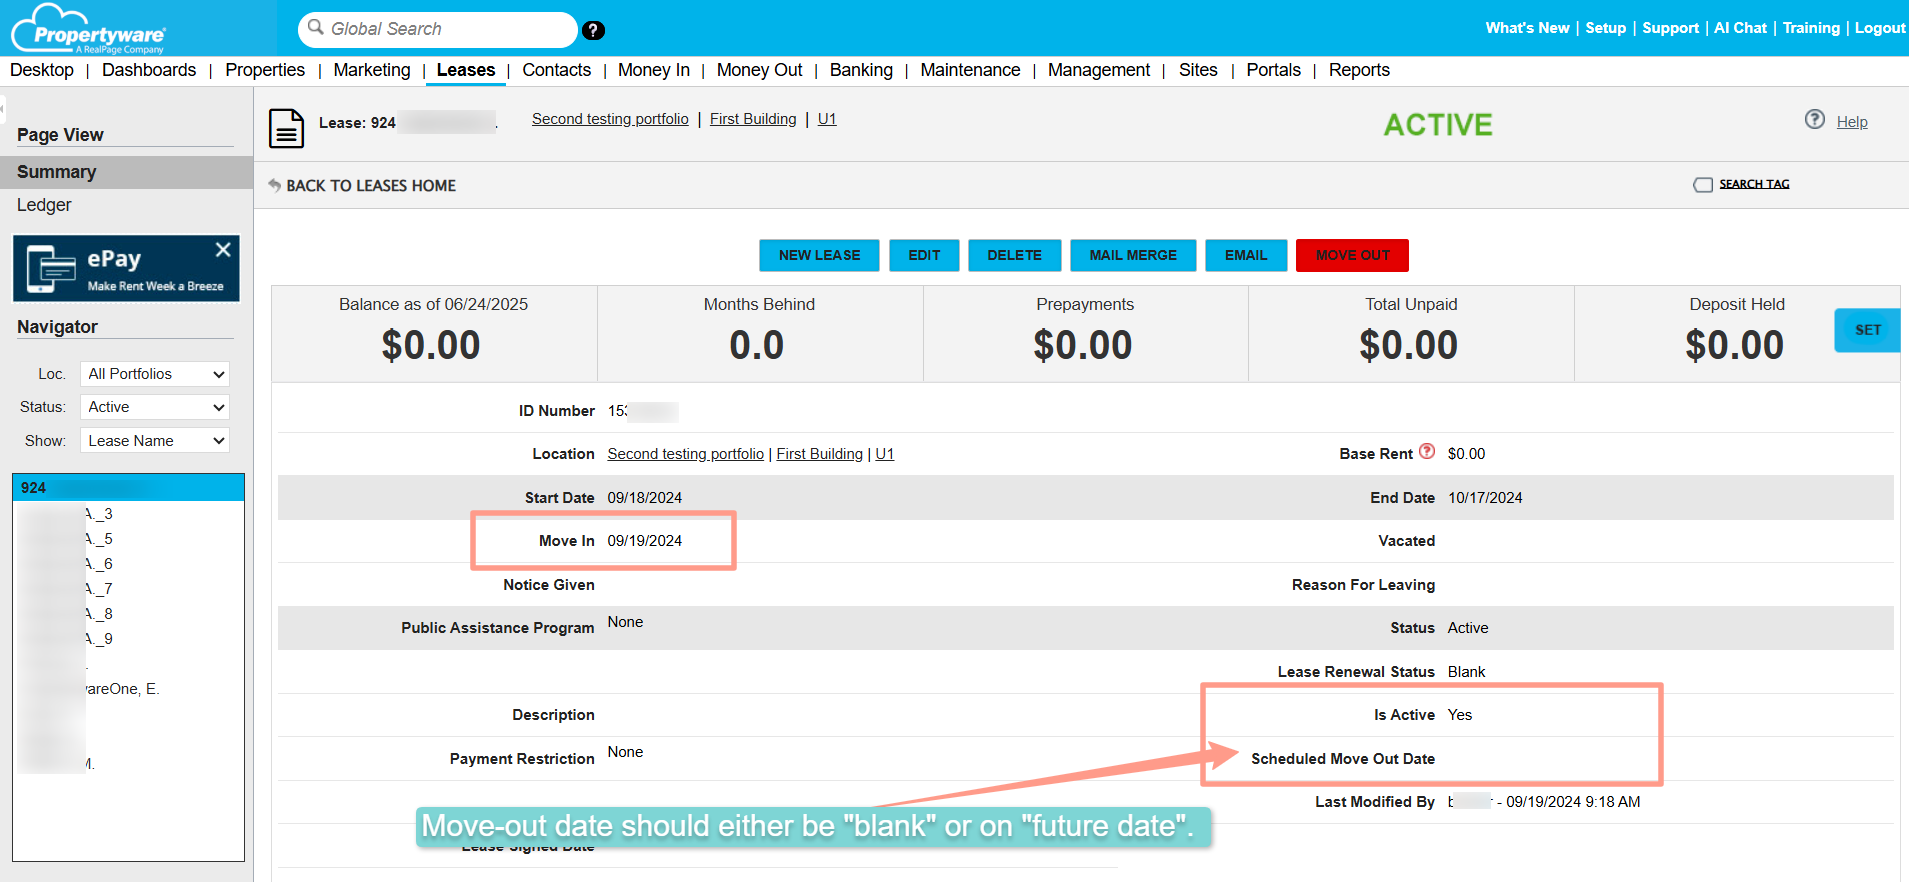 Propertyware®
A RealPage Company
Global Search
?
What's New | Setup | Support | AI Chat | Training | Logout
Desktop | Dashboards | Properties | Marketing | Leases | Contacts | Money In | Money Out | Banking | Maintenance | Management | Sites | Portals | Reports
Page View
Summary
Ledger
ePay
Make Rent Week a Breeze
Navigator
Loc. All Portfolios
Status: Active
Show: Lease Name
924
A._3
A._5
A._6
A._7
A._8
A._9
.
wareOne, E.
M.
Lease: 924 .
Second testing portfolio | First Building | U1
ACTIVE
? Help
BACK TO LEASES HOME
SEARCH TAG
NEW LEASE EDIT DELETE MAIL MERGE EMAIL MOVE OUT
Balance as of 06/24/2025 Months Behind Prepayments Total Unpaid Deposit Held
$0.00 0.0 $0.00 $0.00 $0.00 SET
ID Number 153
Location Second testing portfolio | First Building | U1 Base Rent ? $0.00
Start Date 09/18/2024 End Date 10/17/2024
Move In 09/19/2024 Vacated
Notice Given Reason For Leaving
Public Assistance Program None Status Active
Lease Renewal Status Blank
Description Is Active Yes
Payment Restriction None Scheduled Move Out Date
Last Modified By - 09/19/2024 9:18 AM
Move-out date should either be "blank" or on "future date".
Lease Signed Date